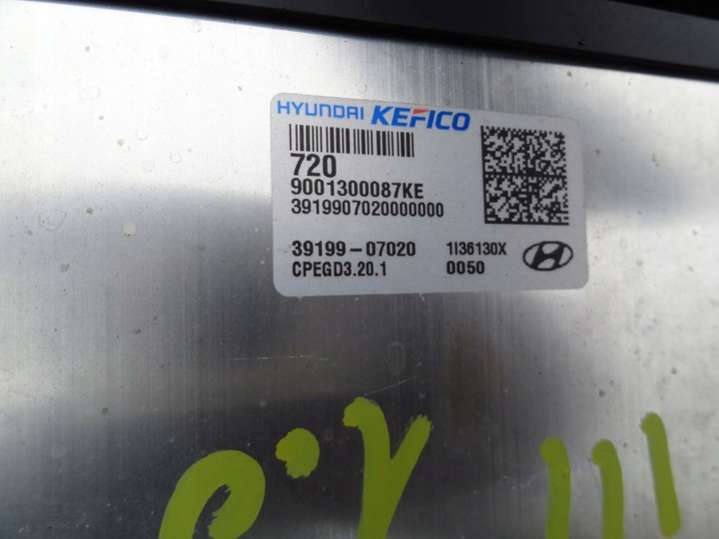 HYUNDAI KEFICO
720
9001300087KE
3919907020000000
39199-07020 1I36130X
CPEGD3.20.1 0050